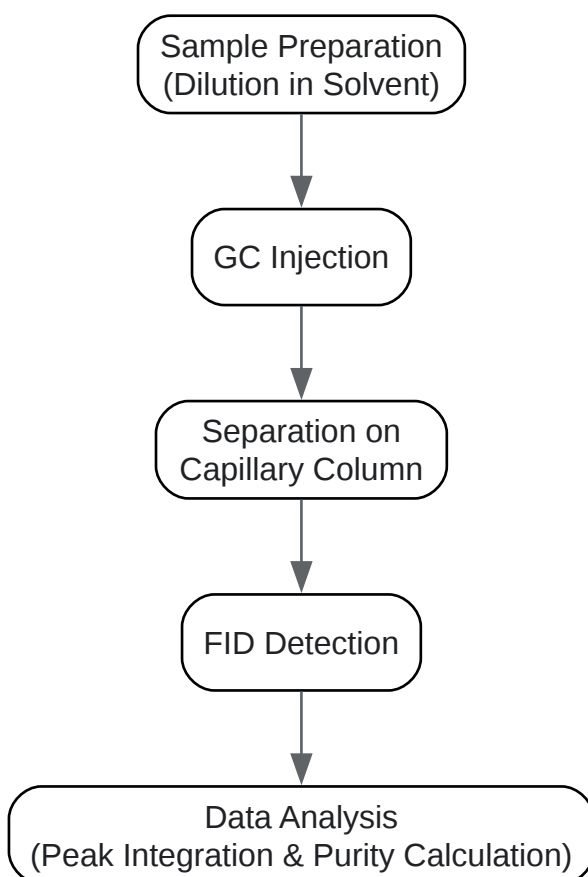 Sample Preparation
(Dilution in Solvent)
GC Injection
Separation on
Capillary Column
FID Detection
Data Analysis
(Peak Integration & Purity Calculation)